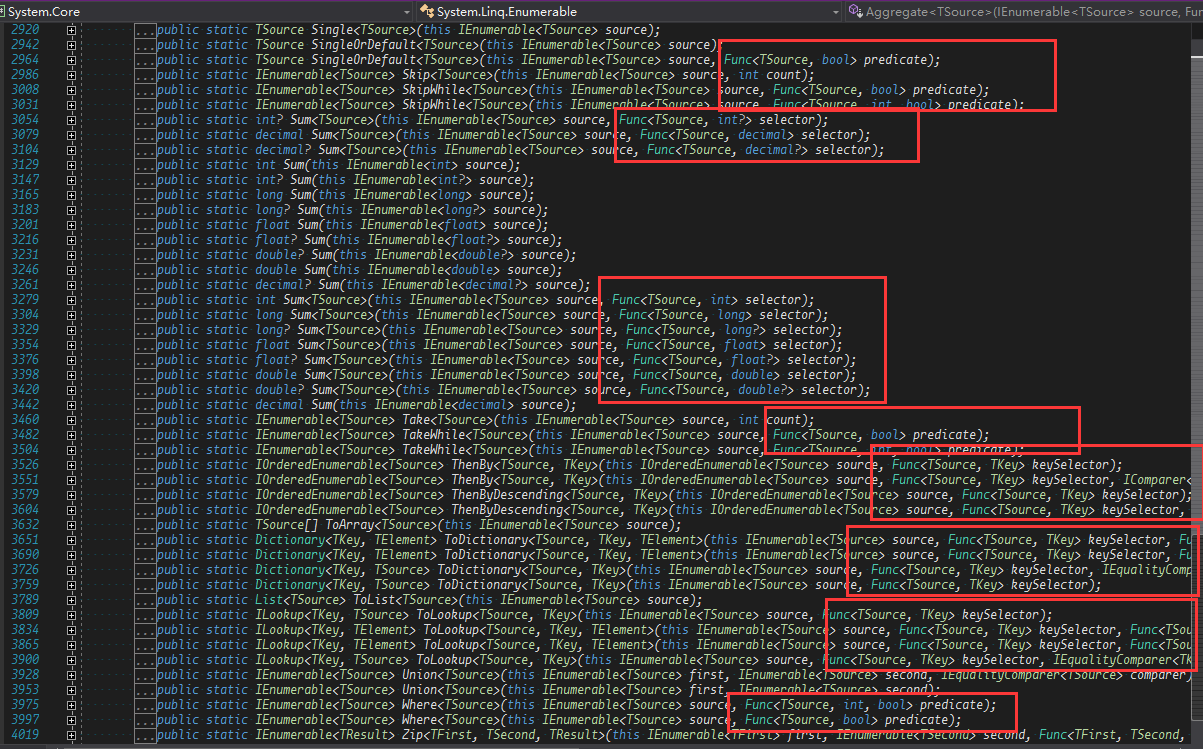 System.Core System.Linq.Enumerable Aggregate<TSource>(IEnumerable<TSource> source, Fun
2920 ...public static TSource Single<TSource>(this IEnumerable<TSource> source);
2942 ...public static TSource SingleOrDefault<TSource>(this IEnumerable<TSource> source);
2964 ...public static TSource SingleOrDefault<TSource>(this IEnumerable<TSource> source, Func<TSource, bool> predicate);
2986 ...public static IEnumerable<TSource> Skip<TSource>(this IEnumerable<TSource> source, int count);
3008 ...public static IEnumerable<TSource> SkipWhile<TSource>(this IEnumerable<TSource> source, Func<TSource, bool> predicate);
3031 ...public static IEnumerable<TSource> SkipWhile<TSource>(this IEnumerable<TSource> source, Func<TSource, int, bool> predicate);
3054 ...public static int? Sum<TSource>(this IEnumerable<TSource> source, Func<TSource, int?> selector);
3079 ...public static decimal Sum<TSource>(this IEnumerable<TSource> source, Func<TSource, decimal> selector);
3104 ...public static decimal? Sum<TSource>(this IEnumerable<TSource> source, Func<TSource, decimal?> selector);
3129 ...public static int Sum(this IEnumerable<int> source);
3147 ...public static int? Sum(this IEnumerable<int?> source);
3165 ...public static long Sum(this IEnumerable<long> source);
3183 ...public static long? Sum(this IEnumerable<long?> source);
3201 ...public static float Sum(this IEnumerable<float> source);
3216 ...public static float? Sum(this IEnumerable<float?> source);
3231 ...public static double? Sum(this IEnumerable<double?> source);
3246 ...public static double Sum(this IEnumerable<double> source);
3261 ...public static decimal? Sum(this IEnumerable<decimal?> source);
3279 ...public static int Sum<TSource>(this IEnumerable<TSource> source, Func<TSource, int> selector);
3304 ...public static long Sum<TSource>(this IEnumerable<TSource> source, Func<TSource, long> selector);
3329 ...public static long? Sum<TSource>(this IEnumerable<TSource> source, Func<TSource, long?> selector);
3354 ...public static float Sum<TSource>(this IEnumerable<TSource> source, Func<TSource, float> selector);
3376 ...public static float? Sum<TSource>(this IEnumerable<TSource> source, Func<TSource, float?> selector);
3398 ...public static double Sum<TSource>(this IEnumerable<TSource> source, Func<TSource, double> selector);
3420 ...public static double? Sum<TSource>(this IEnumerable<TSource> source, Func<TSource, double?> selector);
3442 ...public static decimal Sum(this IEnumerable<decimal> source);
3460 ...public static IEnumerable<TSource> Take<TSource>(this IEnumerable<TSource> source, int count);
3482 ...public static IEnumerable<TSource> TakeWhile<TSource>(this IEnumerable<TSource> source, Func<TSource, bool> predicate);
3504 ...public static IEnumerable<TSource> TakeWhile<TSource>(this IEnumerable<TSource> source, Func<TSource, int, bool> predicate);
3526 ...public static IOrderedEnumerable<TSource> ThenBy<TSource, TKey>(this IOrderedEnumerable<TSource> source, Func<TSource, TKey> keySelector);
3551 ...public static IOrderedEnumerable<TSource> ThenBy<TSource, TKey>(this IOrderedEnumerable<TSource> source, Func<TSource, TKey> keySelector, IComparer<
3579 ...public static IOrderedEnumerable<TSource> ThenByDescending<TSource, TKey>(this IOrderedEnumerable<TSource> source, Func<TSource, TKey> keySelector);
3604 ...public static IOrderedEnumerable<TSource> ThenByDescending<TSource, TKey>(this IOrderedEnumerable<TSource> source, Func<TSource, TKey> keySelector,
3632 ...public static TSource[] ToArray<TSource>(this IEnumerable<TSource> source);
3651 ...public static Dictionary<TKey, TElement> ToDictionary<TSource, TKey, TElement>(this IEnumerable<TSource> source, Func<TSource, TKey> keySelector, Fu
3690 ...public static Dictionary<TKey, TElement> ToDictionary<TSource, TKey, TElement>(this IEnumerable<TSource> source, Func<TSource, TKey> keySelector, Fu
3726 ...public static Dictionary<TKey, TSource> ToDictionary<TSource, TKey>(this IEnumerable<TSource> source, Func<TSource, TKey> keySelector, IEqualityComp
3759 ...public static Dictionary<TKey, TSource> ToDictionary<TSource, TKey>(this IEnumerable<TSource> source, Func<TSource, TKey> keySelector);
3789 ...public static List<TSource> ToList<TSource>(this IEnumerable<TSource> source);
3809 ...public static ILookup<TKey, TSource> ToLookup<TSource, TKey>(this IEnumerable<TSource> source, Func<TSource, TKey> keySelector);
3834 ...public static ILookup<TKey, TElement> ToLookup<TSource, TKey, TElement>(this IEnumerable<TSource> source, Func<TSource, TKey> keySelector, Func<TSou
3865 ...public static ILookup<TKey, TElement> ToLookup<TSource, TKey, TElement>(this IEnumerable<TSource> source, Func<TSource, TKey> keySelector, Func<TSou
3900 ...public static ILookup<TKey, TSource> ToLookup<TSource, TKey>(this IEnumerable<TSource> source, Func<TSource, TKey> keySelector, IEqualityComparer<TK
3928 ...public static IEnumerable<TSource> Union<TSource>(this IEnumerable<TSource> first, IEnumerable<TSource> second, IEqualityComparer<TSource> comparer)
3953 ...public static IEnumerable<TSource> Union<TSource>(this IEnumerable<TSource> first, IEnumerable<TSource> second);
3975 ...public static IEnumerable<TSource> Where<TSource>(this IEnumerable<TSource> source, Func<TSource, int, bool> predicate);
3997 ...public static IEnumerable<TSource> Where<TSource>(this IEnumerable<TSource> source, Func<TSource, bool> predicate);
4019 ...public static IEnumerable<TResult> Zip<TFirst, TSecond, TResult>(this IEnumerable<TFirst> first, IEnumerable<TSecond> second, Func<TFirst, TSecond,